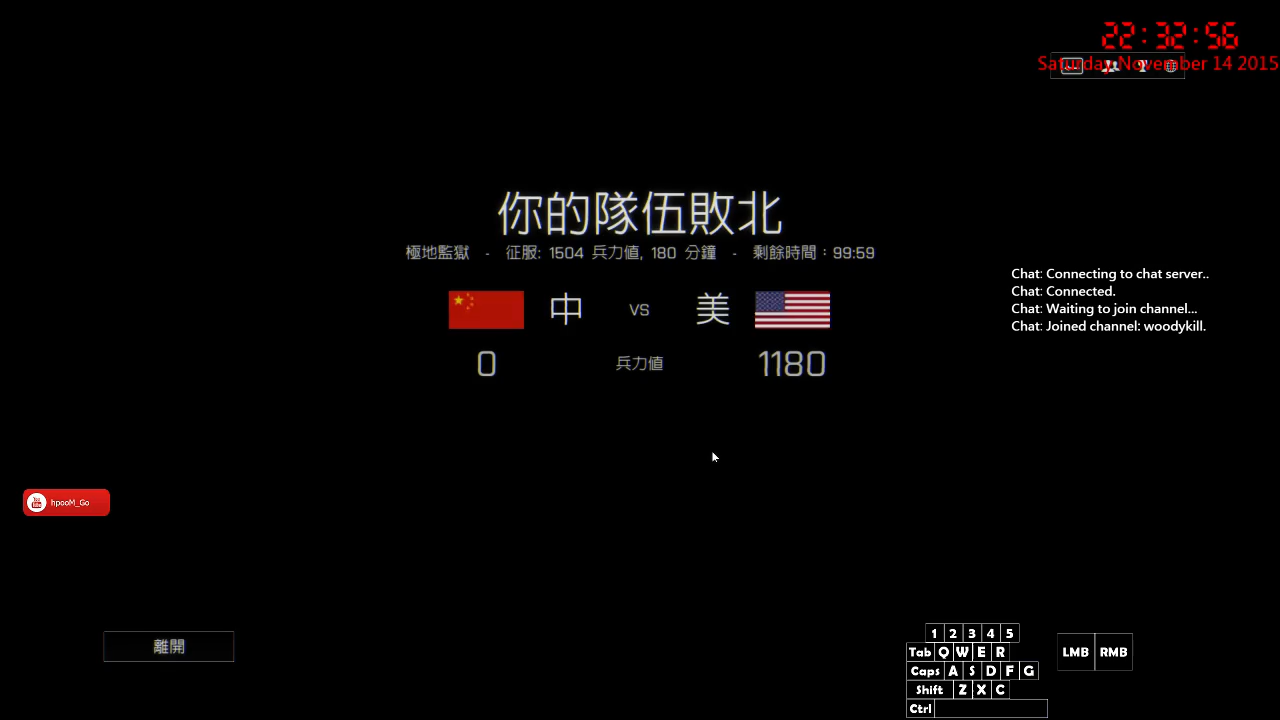 22:32:56
Saturday November 14 2015
你的隊伍敗北
極地監獄 - 征服: 1504 兵力值, 180 分鐘 - 剩餘時間：99:59
中 VS 美
0 兵力值 1180
Chat: Connecting to chat server..
Chat: Connected.
Chat: Waiting to join channel...
Chat: Joined channel: woodykill.
hpooM_Go
離開
1 2 3 4 5
Tab Q W E R
Caps A S D F G
Shift Z X C
Ctrl
LMB RMB